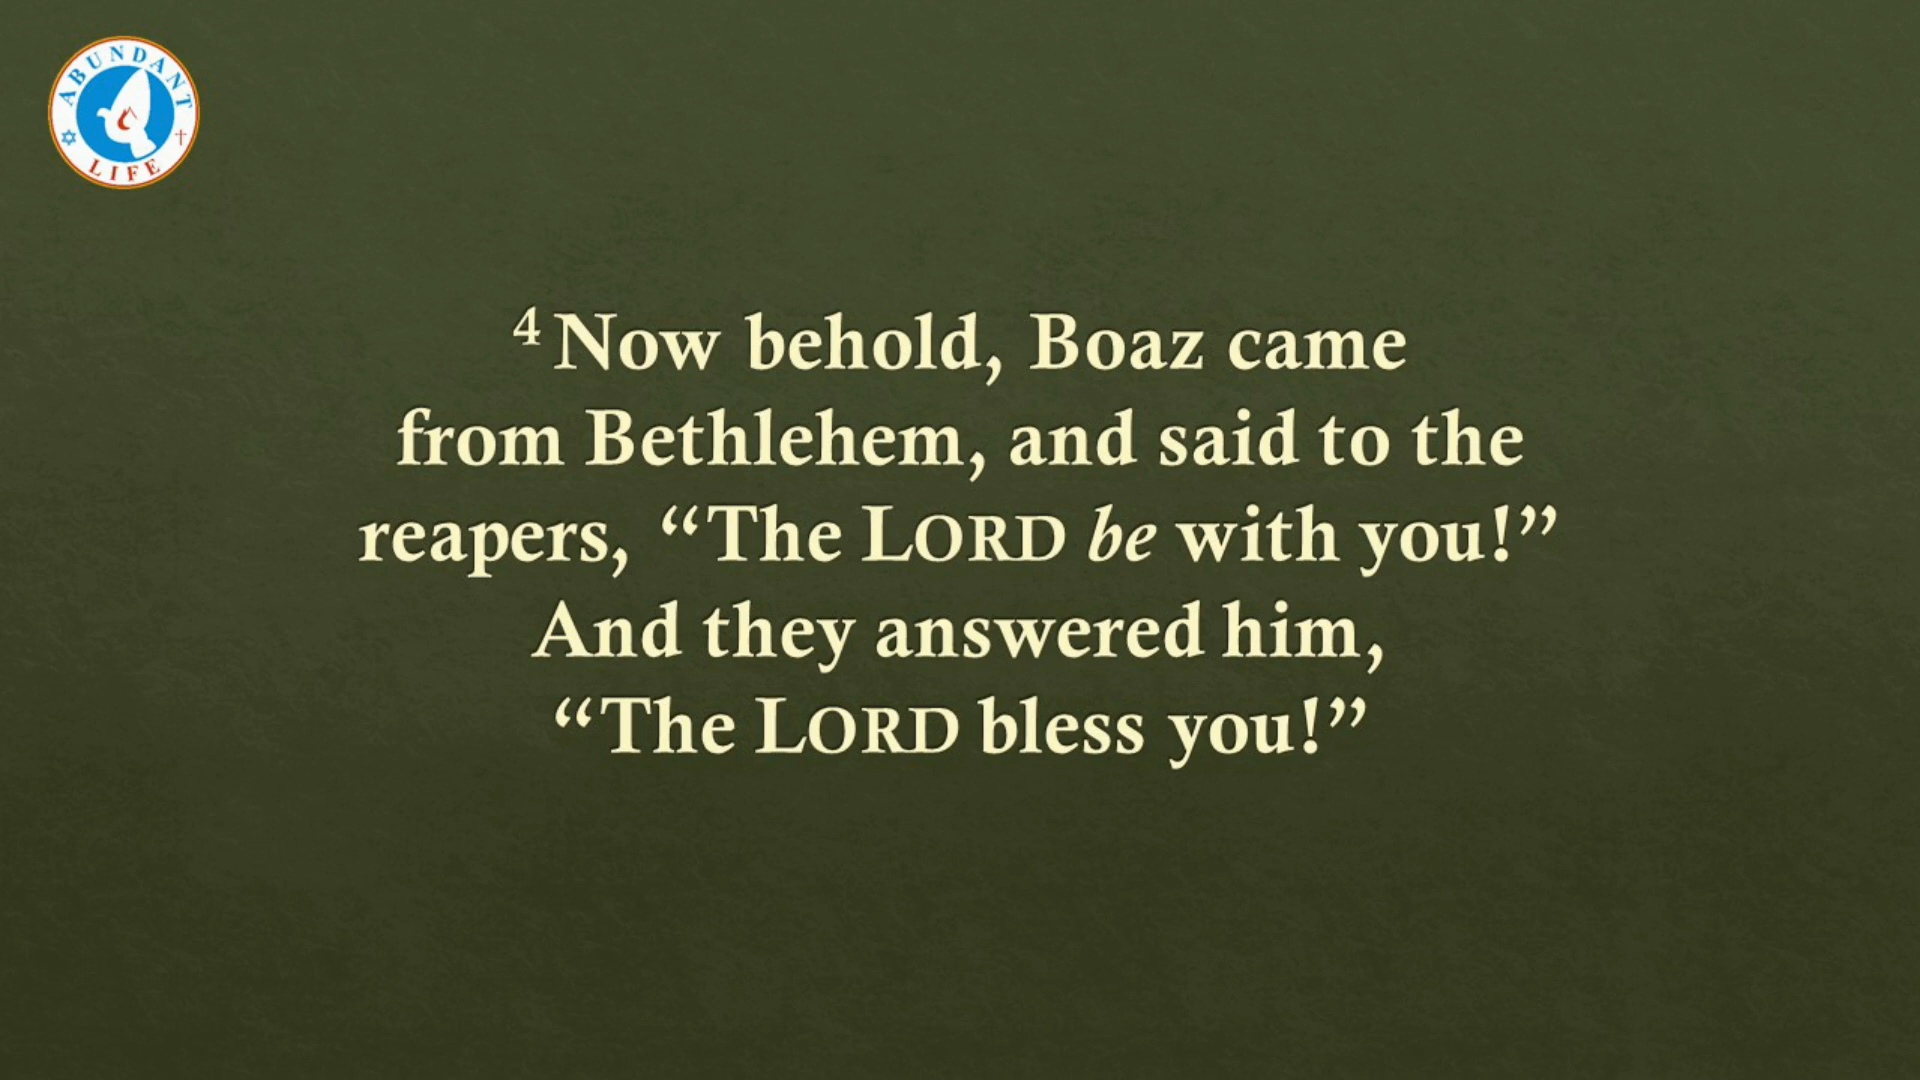 ABUNDANT
LIFE
4 Now behold, Boaz came
from Bethlehem, and said to the
reapers, “The LORD be with you!”
And they answered him,
“The LORD bless you!”